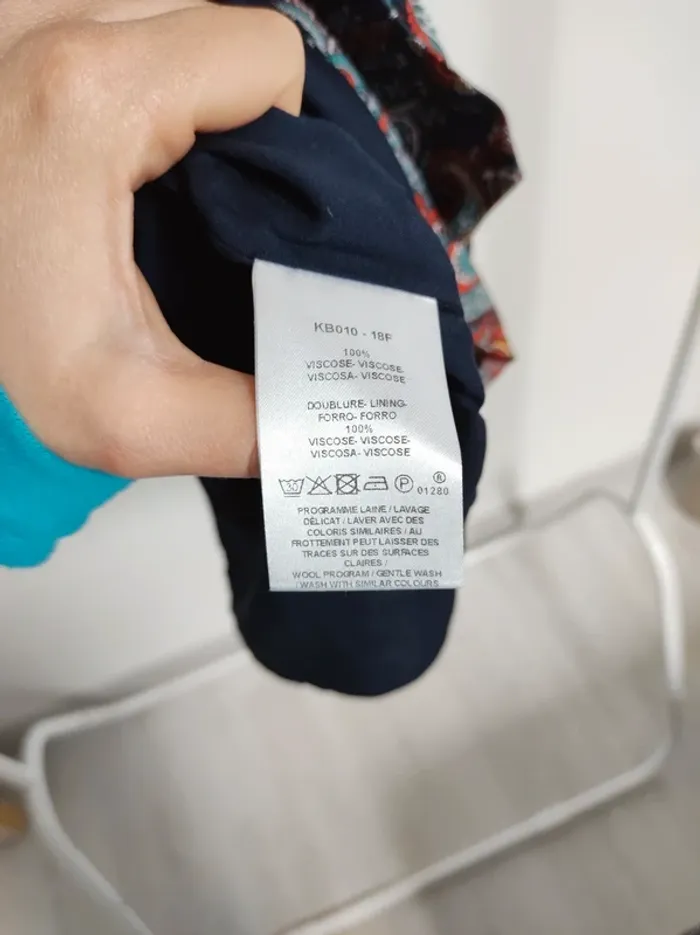 KB010 - 18F
100%
VISCOSE- VISCOSE
VISCOSA- VISCOSE
DOUBLURE- LINING-
FORRO- FORRO
100%
VISCOSE- VISCOSE-
VISCOSA- VISCOSE
30 P ®
01280
PROGRAMME LAINE / LAVAGE
DÉLICAT / LAVER AVEC DES
COLORIS SIMILAIRES / AU
FROTTEMENT PEUT LAISSER DES
TRACES SUR DES SURFACES
CLAIRES /
WOOL PROGRAM / GENTLE WASH
/ WASH WITH SIMILAR COLOURS